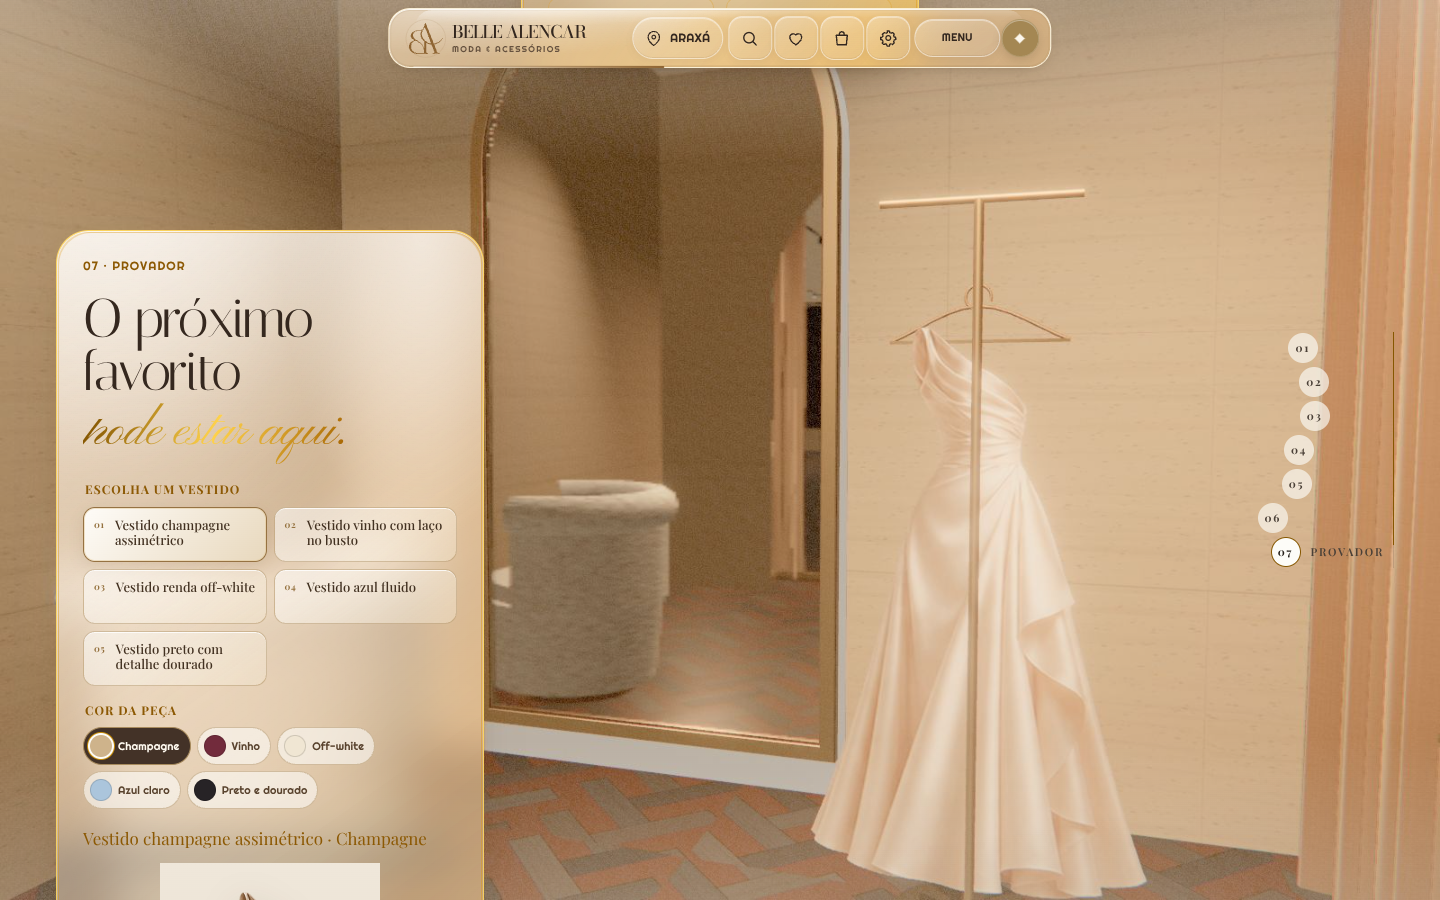 BELLE ALENCAR
MODA E ACESSÓRIOS
ARAXÁ
MENU
07 · PROVADOR
O próximo
favorito
pode estar aqui.
ESCOLHA UM VESTIDO
01 Vestido champagne
assimétrico
02 Vestido vinho com laço
no busto
03 Vestido renda off-white
04 Vestido azul fluido
05 Vestido preto com
detalhe dourado
COR DA PEÇA
Champagne
Vinho
Off-white
Azul claro
Preto e dourado
Vestido champagne assimétrico · Champagne
01
02
03
04
05
06
07 PROVADOR